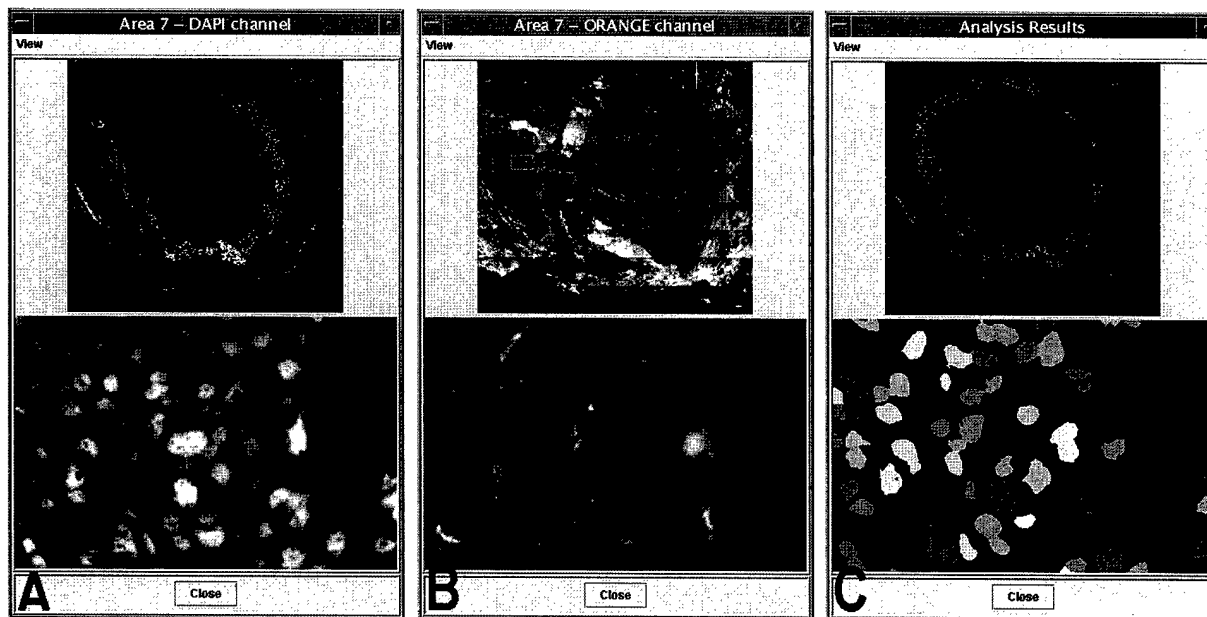 Area 7 – DAPI channel
View
A
Close
Area 7 – ORANGE channel
View
B
Close
Analysis Results
View
C
Close